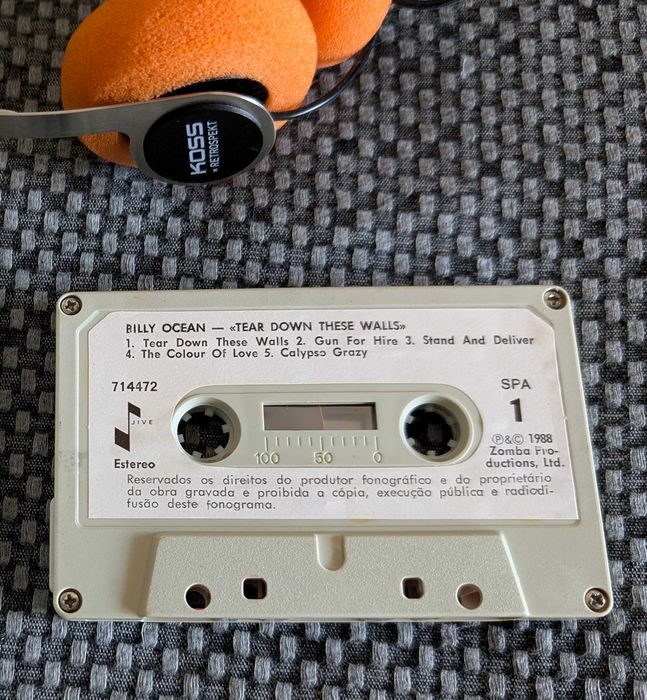 KOSS
× RETROSPEKT
BILLY OCEAN — «TEAR DOWN THESE WALLS»
1. Tear Down These Walls 2. Gun For Hire 3. Stand And Deliver
4. The Colour Of Love 5. Calypso Grazy
714472
SPA
1
JIVE
Estereo
℗&© 1988
Zomba Pro-
ductions, Ltd.
100 50 0
Reservados os direitos do produtor fonográfico e do proprietário
da obra gravada e proibida a cópia, execução pública e radiodi-
fusão deste fonograma.